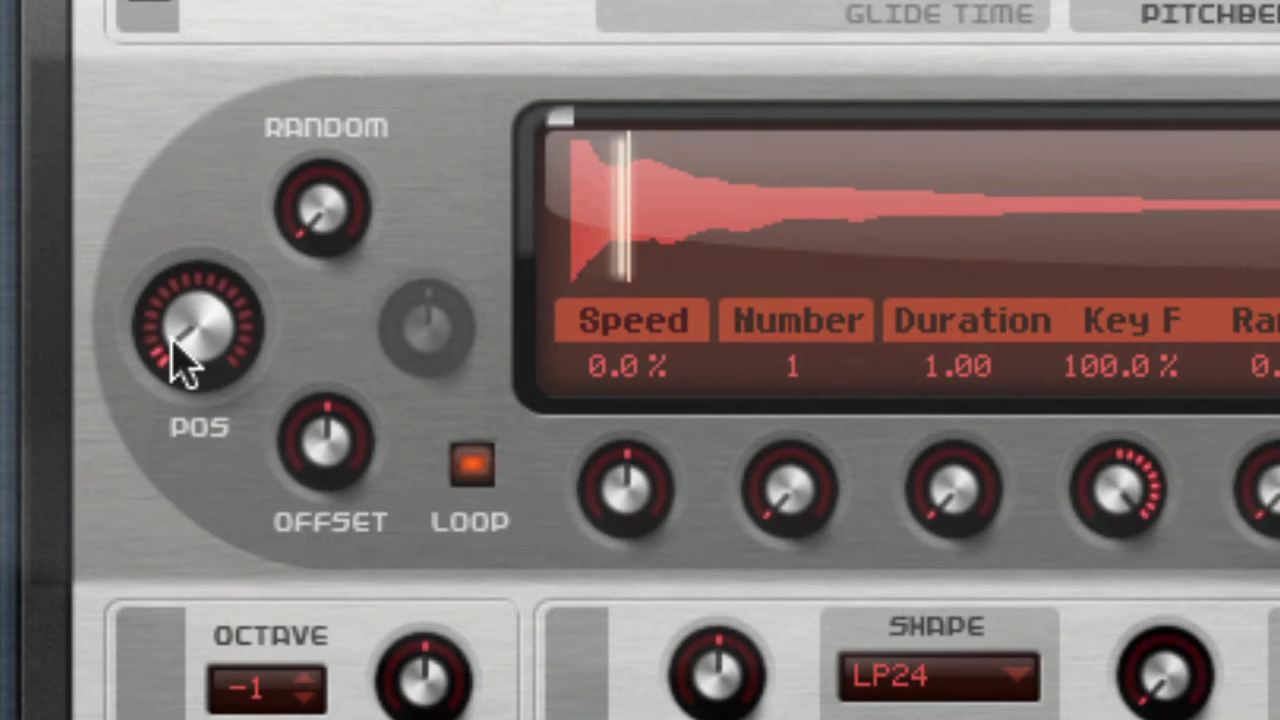 GLIDE TIME
RANDOM
Speed Number Duration Key F
0.0 % 1 1.00 100.0 %
POS
OFFSET LOOP
OCTAVE
-1
SHAPE
LP24